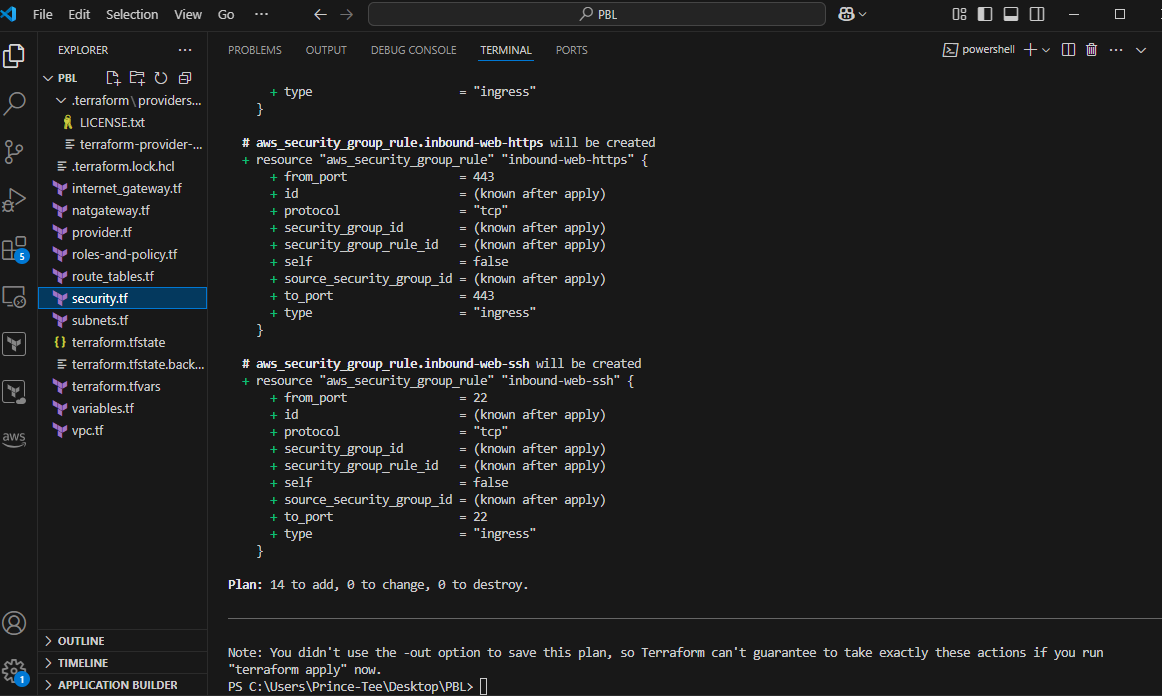 File Edit Selection View Go ··· PBL
EXPLORER ···
PBL
.terraform\providers...
LICENSE.txt
terraform-provider-...
.terraform.lock.hcl
internet_gateway.tf
natgateway.tf
provider.tf
roles-and-policy.tf
route_tables.tf
security.tf
subnets.tf
terraform.tfstate
terraform.tfstate.back...
terraform.tfvars
variables.tf
vpc.tf
OUTLINE
TIMELINE
APPLICATION BUILDER
5
aws
1
PROBLEMS OUTPUT DEBUG CONSOLE TERMINAL PORTS powershell
+ type = "ingress"
}
# aws_security_group_rule.inbound-web-https will be created
+ resource "aws_security_group_rule" "inbound-web-https" {
+ from_port = 443
+ id = (known after apply)
+ protocol = "tcp"
+ security_group_id = (known after apply)
+ security_group_rule_id = (known after apply)
+ self = false
+ source_security_group_id = (known after apply)
+ to_port = 443
+ type = "ingress"
}
# aws_security_group_rule.inbound-web-ssh will be created
+ resource "aws_security_group_rule" "inbound-web-ssh" {
+ from_port = 22
+ id = (known after apply)
+ protocol = "tcp"
+ security_group_id = (known after apply)
+ security_group_rule_id = (known after apply)
+ self = false
+ source_security_group_id = (known after apply)
+ to_port = 22
+ type = "ingress"
}
Plan: 14 to add, 0 to change, 0 to destroy.
Note: You didn't use the -out option to save this plan, so Terraform can't guarantee to take exactly these actions if you run
"terraform apply" now.
PS C:\Users\Prince-Tee\Desktop\PBL>